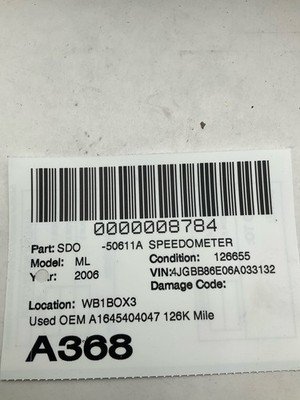 0000008784
Part: SDO -50611A SPEEDOMETER
Model: ML Condition: 126655
Year: 2006 VIN:4JGBB86E06A033132
Damage Code:
Location: WB1BOX3
Used OEM A1645404047 126K Mile
A368